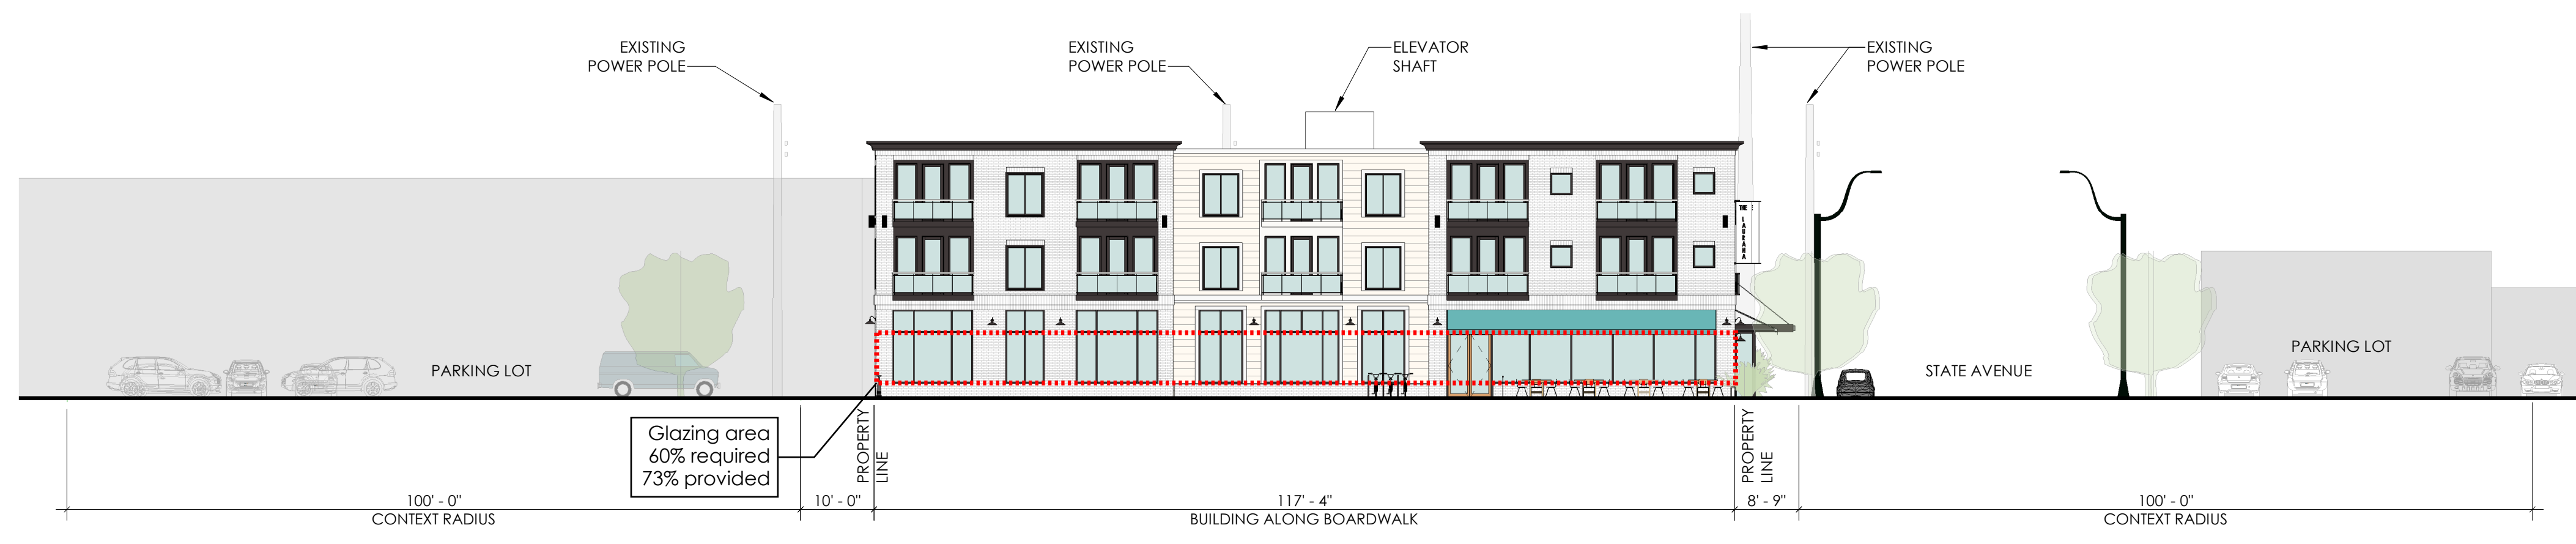 EXISTING
POWER POLE
EXISTING
POWER POLE
ELEVATOR
SHAFT
EXISTING
POWER POLE
THE
LAURANA
PARKING LOT
STATE AVENUE
PARKING LOT
Glazing area
60% required
73% provided
PROPERTY
LINE
PROPERTY
LINE
100' - 0"
CONTEXT RADIUS
10' - 0"
117' - 4"
BUILDING ALONG BOARDWALK
8' - 9"
100' - 0"
CONTEXT RADIUS